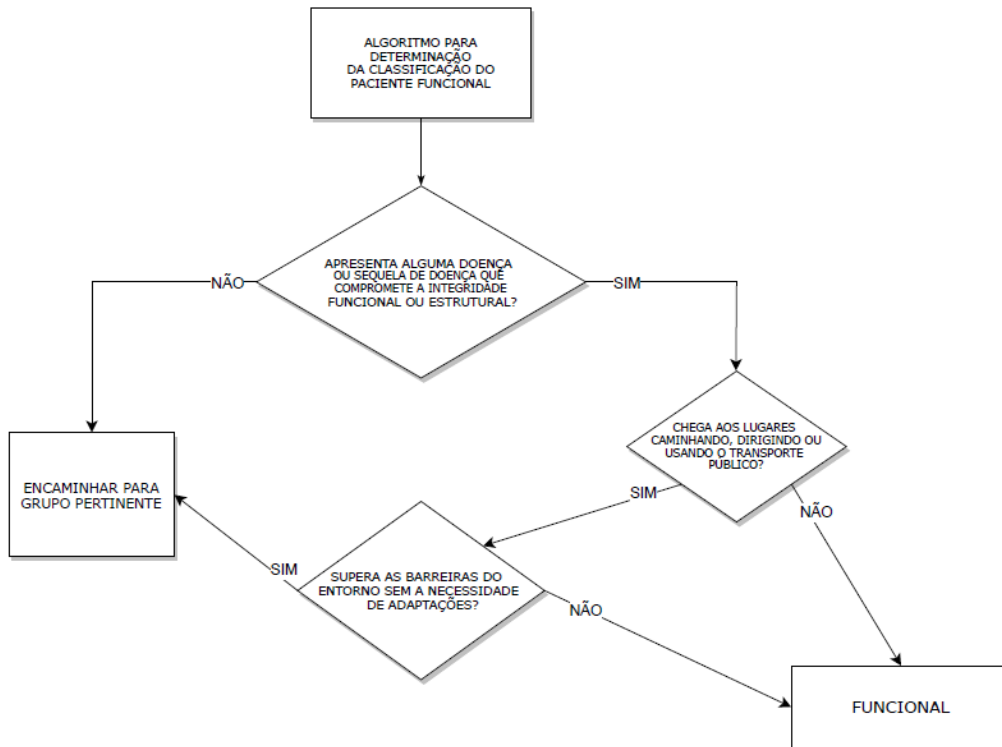 ALGORITMO PARA
DETERMINAÇÃO
DA CLASSIFICAÇÃO DO
PACIENTE FUNCIONAL
APRESENTA ALGUMA DOENÇA
OU SEQUELA DE DOENÇA QUE
COMPROMETE A INTEGRIDADE
FUNCIONAL OU ESTRUTURAL?
NÃO
SIM
CHEGA AOS LUGARES
CAMINHANDO, DIRIGINDO OU
USANDO O TRANSPORTE
PUBLICO?
ENCAMINHAR PARA
GRUPO PERTINENTE
SIM
NÃO
SUPERA AS BARREIRAS DO
ENTORNO SEM A NECESSIDADE
DE ADAPTAÇÕES?
SIM
NÃO
FUNCIONAL